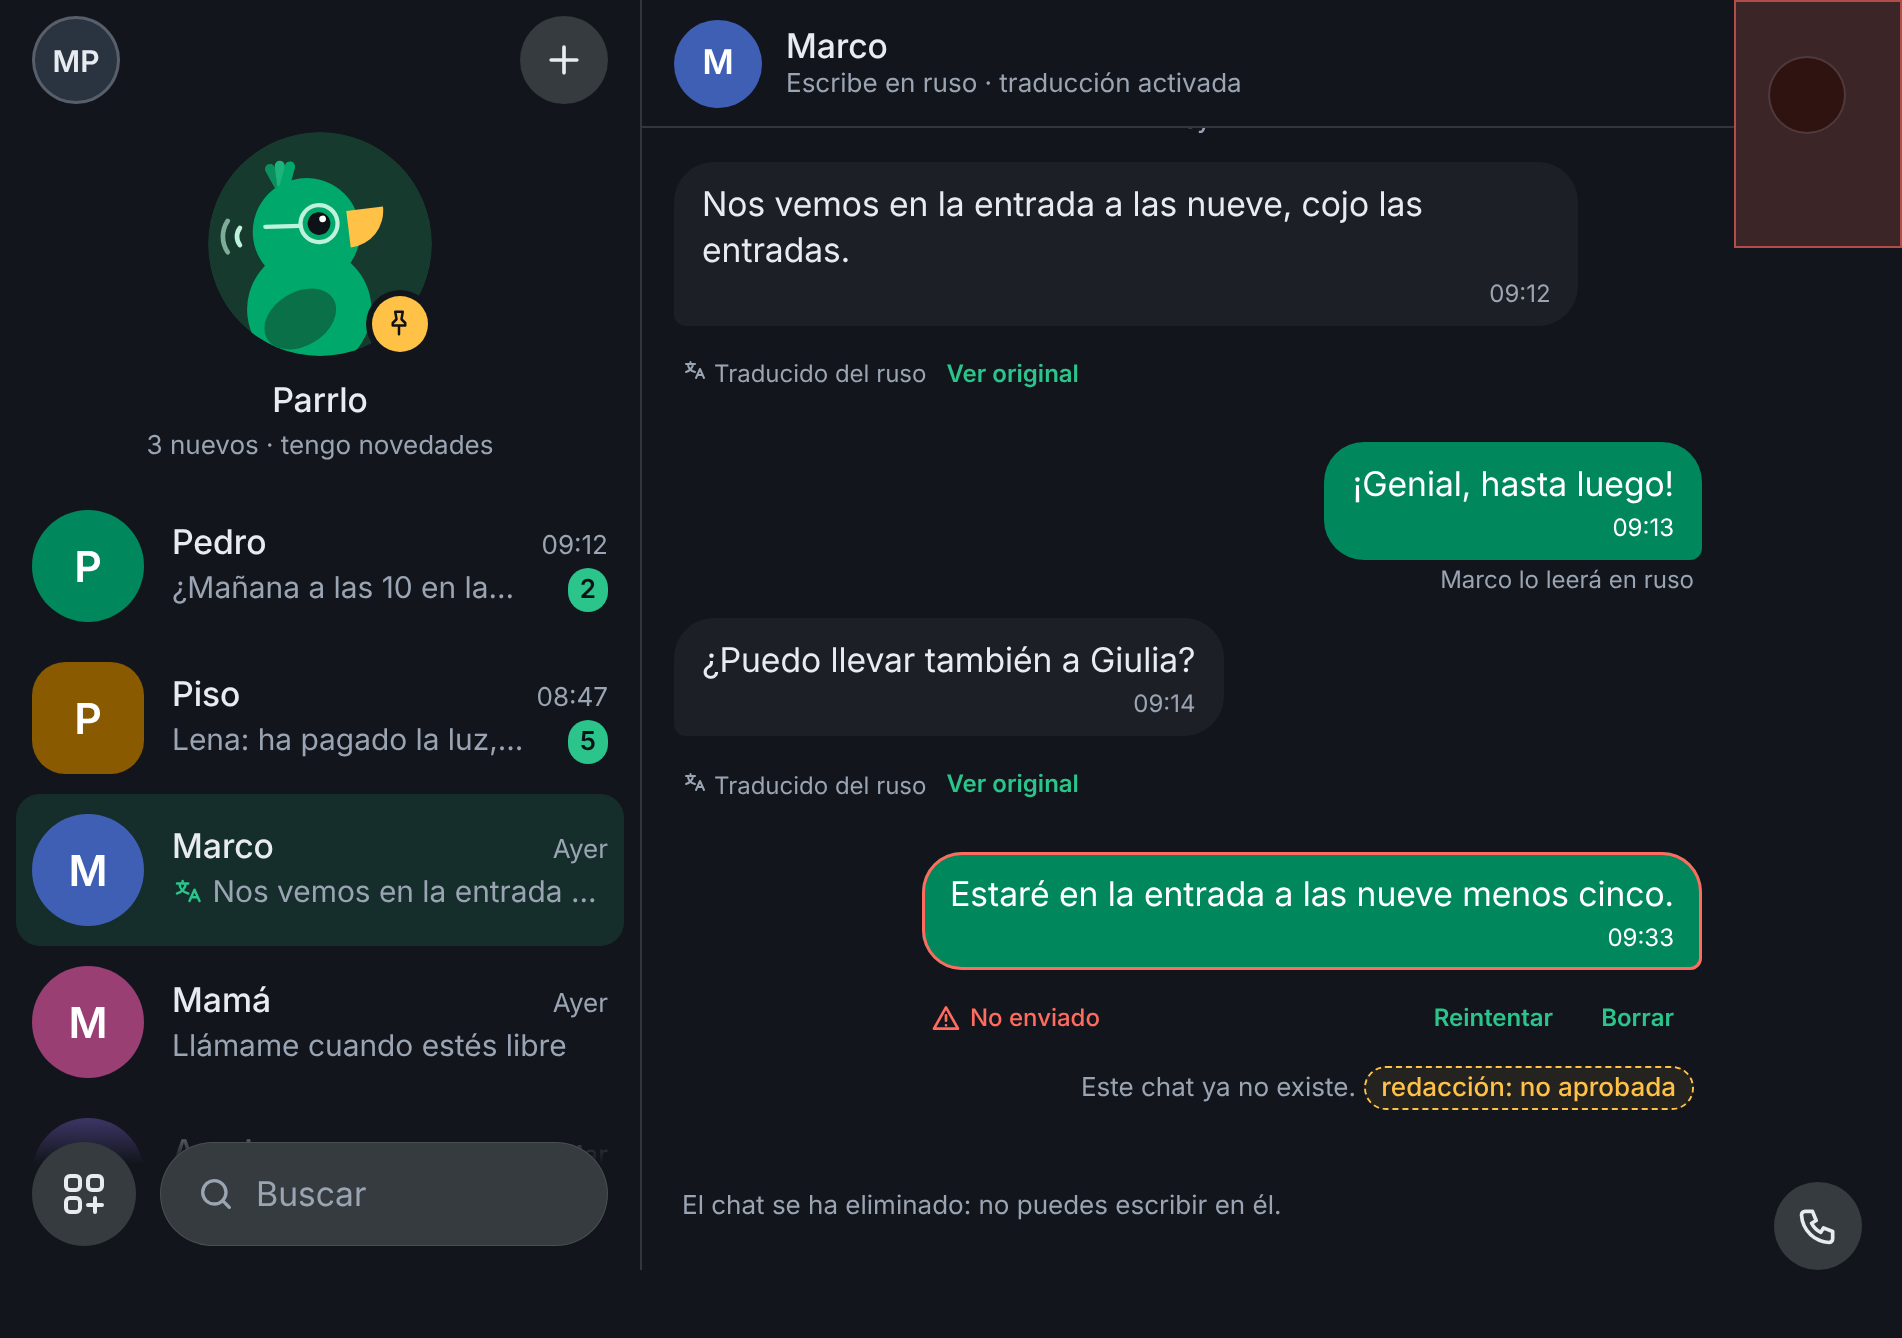 MP
Parrlo
3 nuevos · tengo novedades
P
Pedro
09:12
¿Mañana a las 10 en la...
2
P
Piso
08:47
Lena: ha pagado la luz,...
5
M
Marco
Ayer
Nos vemos en la entrada ...
M
Mamá
Ayer
Llámame cuando estés libre
Buscar
M
Marco
Escribe en ruso · traducción activada
Nos vemos en la entrada a las nueve, cojo las
entradas.
09:12
Traducido del ruso Ver original
¡Genial, hasta luego!
09:13
Marco lo leerá en ruso
¿Puedo llevar también a Giulia?
09:14
Traducido del ruso Ver original
Estaré en la entrada a las nueve menos cinco.
09:33
No enviado Reintentar Borrar
Este chat ya no existe. redacción: no aprobada
El chat se ha eliminado: no puedes escribir en él.